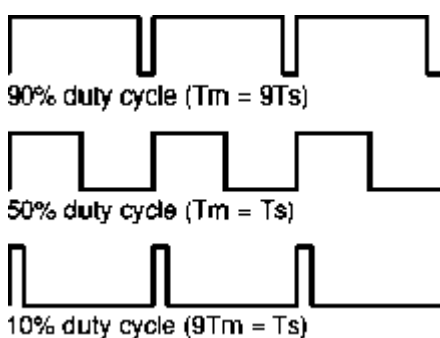 90% duty cycle (Tm = 9Ts)
50% duty cycle (Tm = Ts)
10% duty cycle (9Tm = Ts)